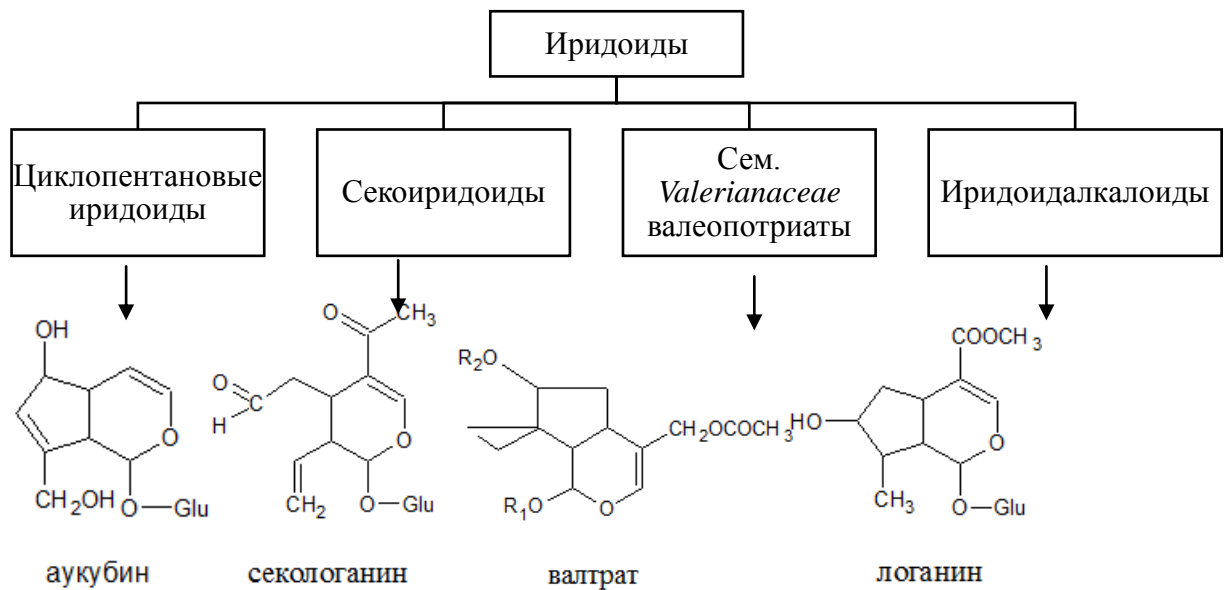 Иридоиды
Циклопентановые
иридоиды
Секоиридоиды
Сем.
Valerianaceae
валеопотриаты
Иридоидалкалоиды
OH
O
CH₂OH
O—Glu
O
CH₃
O
H
O
CH₂
O—Glu
R₂O
CH₂OCOCH₃
R₁O
O
COOCH₃
HO
O
CH₃
O—Glu
аукубин
секологанин
валтрат
логанин